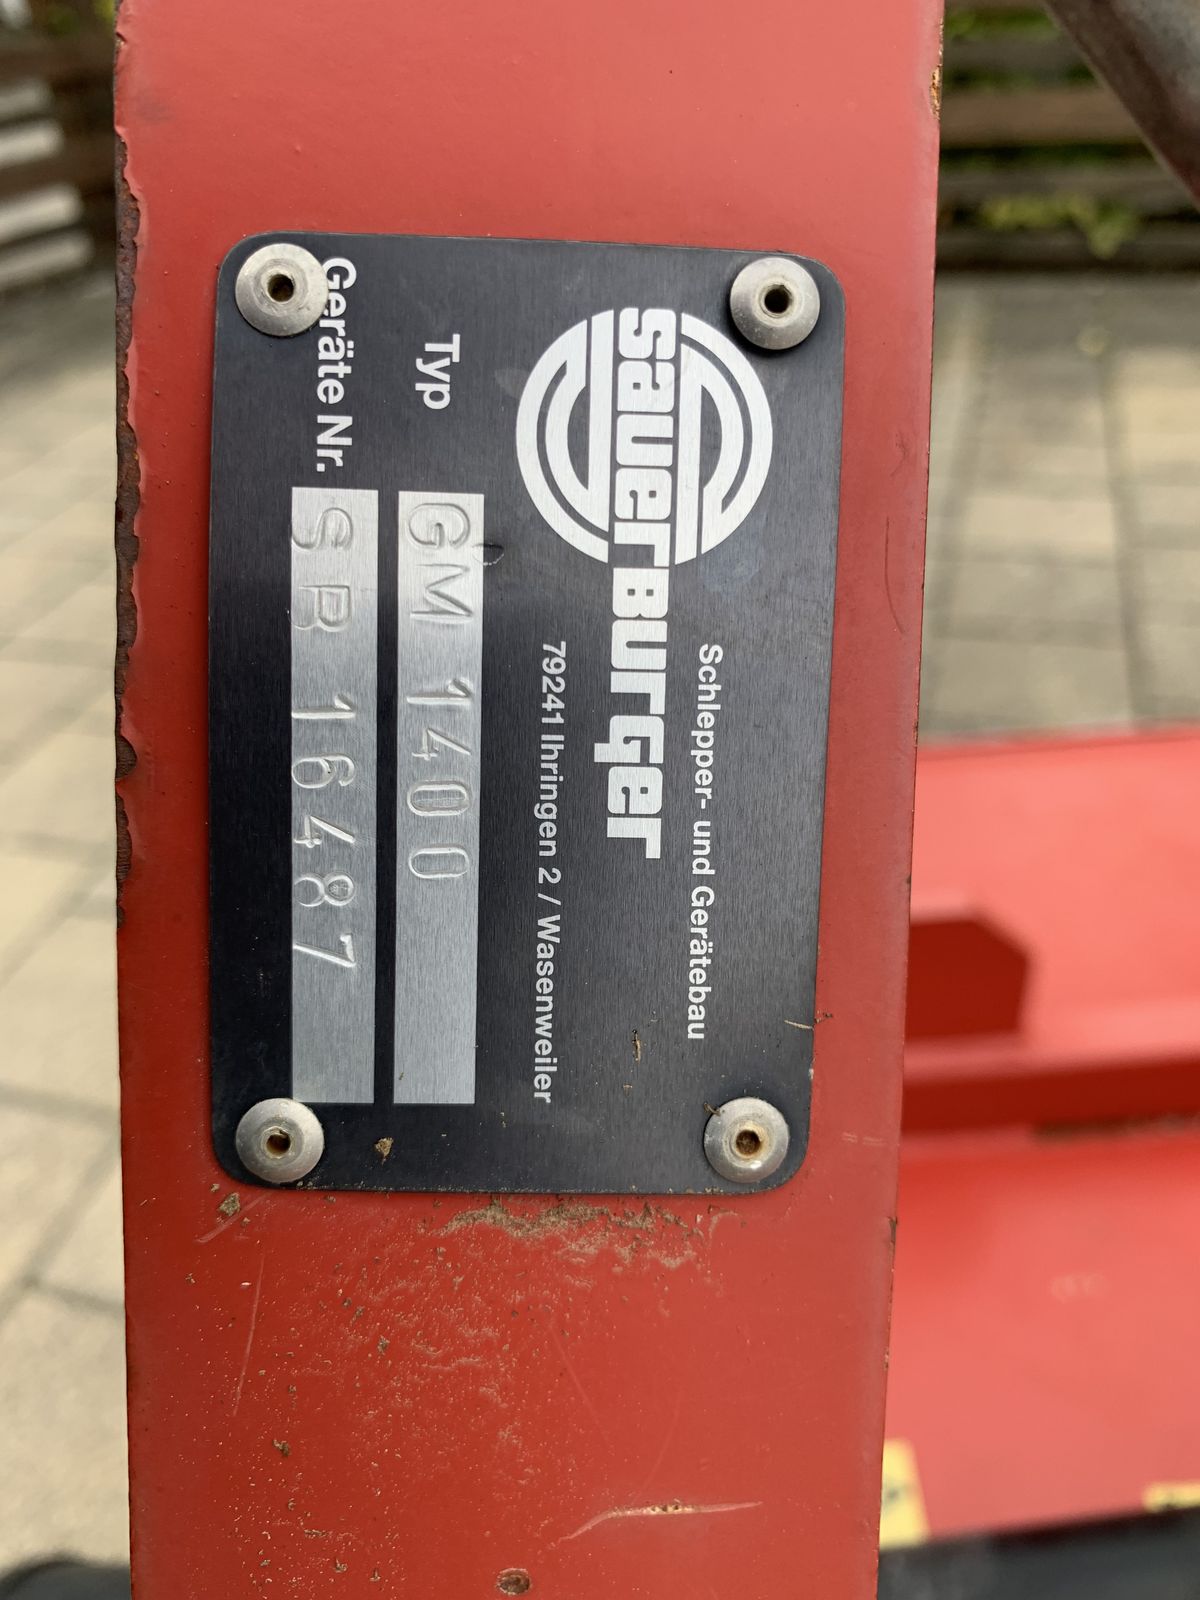 Schlepper- und Gerätebau
sauerburger
79241 Ihringen 2 / Wasenweiler
Typ GM 1400
Geräte Nr. SB 16487